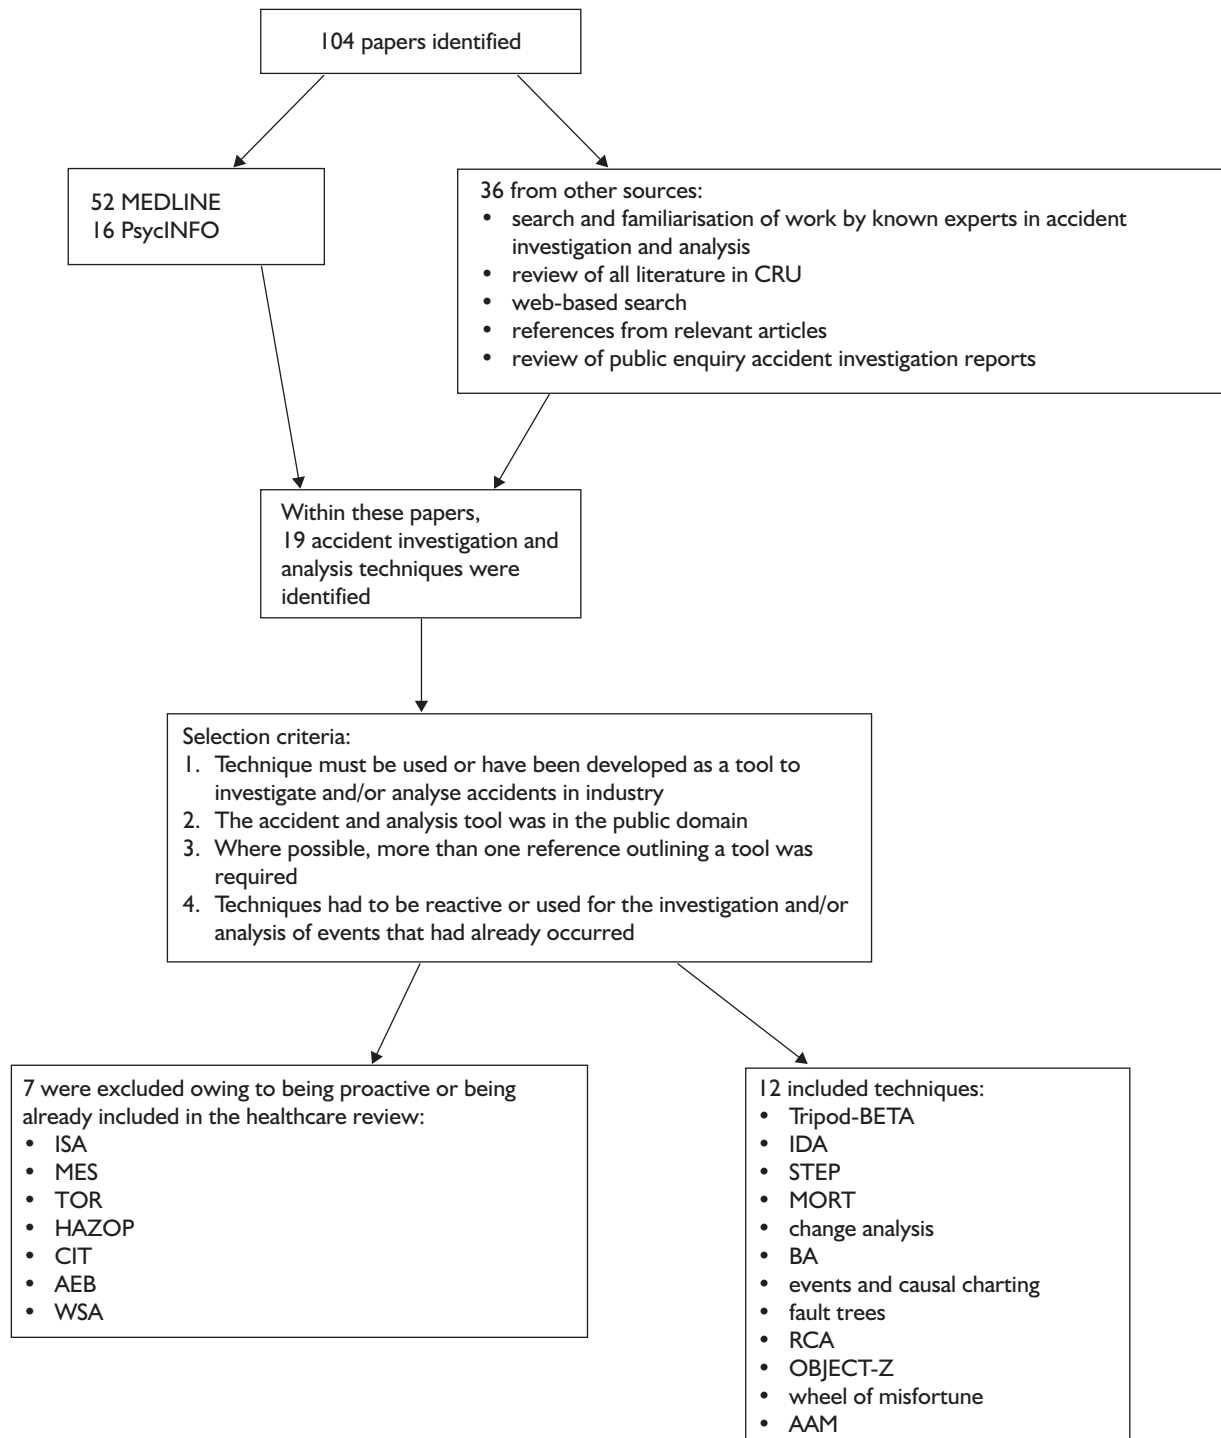 104 papers identified
52 MEDLINE
16 PsycINFO
36 from other sources:
• search and familiarisation of work by known experts in accident
investigation and analysis
• review of all literature in CRU
• web-based search
• references from relevant articles
• review of public enquiry accident investigation reports
Within these papers,
19 accident investigation and
analysis techniques were
identified
Selection criteria:
1. Technique must be used or have been developed as a tool to
investigate and/or analyse accidents in industry
2. The accident and analysis tool was in the public domain
3. Where possible, more than one reference outlining a tool was
required
4. Techniques had to be reactive or used for the investigation and/or
analysis of events that had already occurred
7 were excluded owing to being proactive or being
already included in the healthcare review:
• ISA
• MES
• TOR
• HAZOP
• CIT
• AEB
• WSA
12 included techniques:
• Tripod-BETA
• IDA
• STEP
• MORT
• change analysis
• BA
• events and causal charting
• fault trees
• RCA
• OBJECT-Z
• wheel of misfortune
• AAM